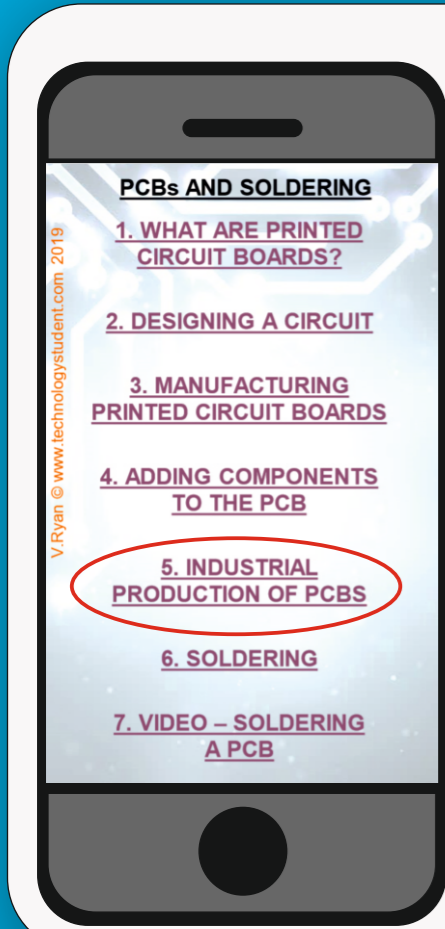 PCBs AND SOLDERING
1. WHAT ARE PRINTED
CIRCUIT BOARDS?
2. DESIGNING A CIRCUIT
3. MANUFACTURING
PRINTED CIRCUIT BOARDS
4. ADDING COMPONENTS
TO THE PCB
5. INDUSTRIAL
PRODUCTION OF PCBS
6. SOLDERING
7. VIDEO – SOLDERING
A PCB
V.Ryan © www.technologystudent.com 2019